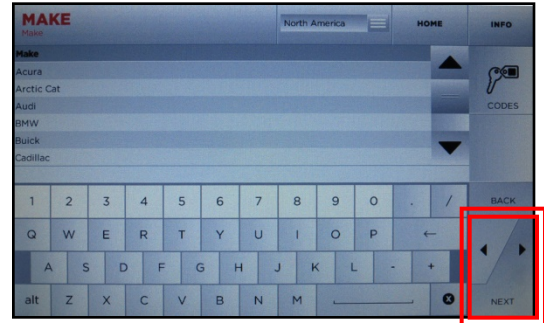 MAKE
Make
North America
HOME
INFO
Make
Acura
Arctic Cat
Audi
BMW
Buick
Cadillac
CODES
1 2 3 4 5 6 7 8 9 0 . /
BACK
Q W E R T Y U I O P ←
A S D F G H J K L - +
alt Z X C V B N M
NEXT